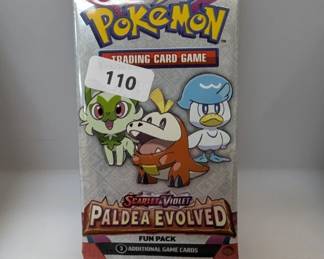 POKÉMON
TRADING CARD GAME
110
SCARLET & VIOLET
PALDEA EVOLVED
FUN PACK
3 ADDITIONAL GAME CARDS